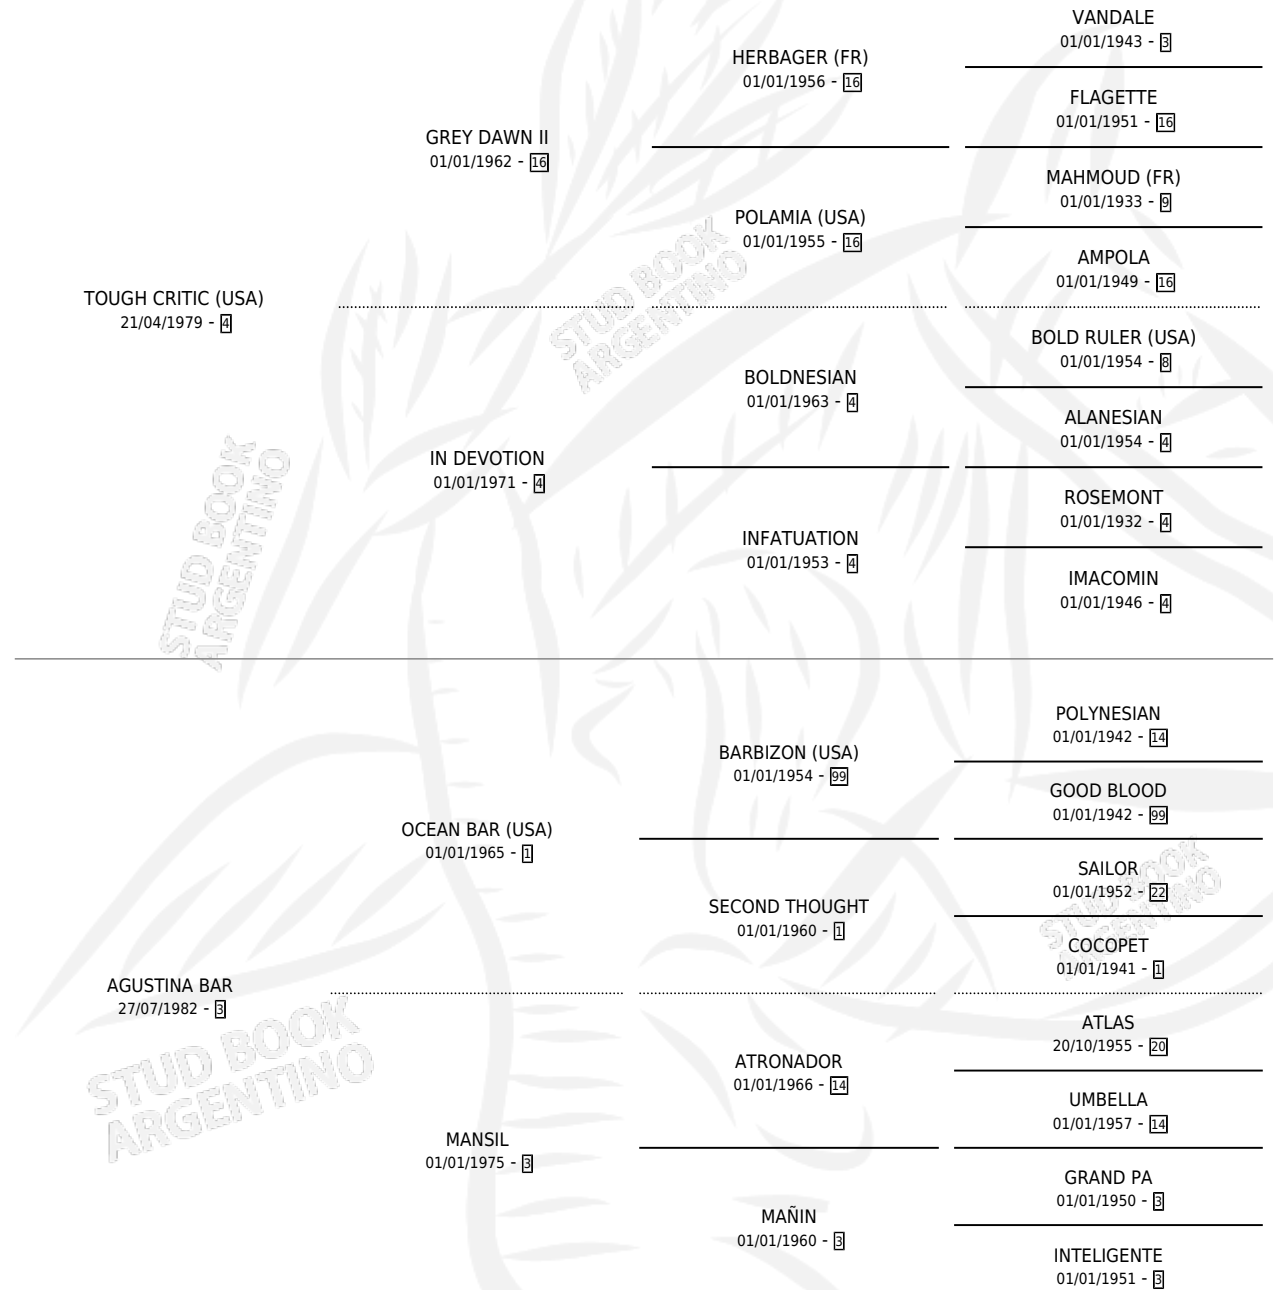 VANDALE
01/01/1943 - 3
HERBAGER (FR)
01/01/1956 - 16
FLAGETTE
01/01/1951 - 16
GREY DAWN II
01/01/1962 - 16
MAHMOUD (FR)
01/01/1933 - 9
POLAMIA (USA)
01/01/1955 - 16
AMPOLA
01/01/1949 - 16
TOUGH CRITIC (USA)
21/04/1979 - 4
BOLD RULER (USA)
01/01/1954 - 8
BOLDNESIAN
01/01/1963 - 4
ALANESIAN
01/01/1954 - 4
IN DEVOTION
01/01/1971 - 4
ROSEMONT
01/01/1932 - 4
INFATUATION
01/01/1953 - 4
IMACOMIN
01/01/1946 - 4
POLYNESIAN
01/01/1942 - 14
BARBIZON (USA)
01/01/1954 - 99
GOOD BLOOD
01/01/1942 - 99
OCEAN BAR (USA)
01/01/1965 - 1
SAILOR
01/01/1952 - 22
SECOND THOUGHT
01/01/1960 - 1
COCOPET
01/01/1941 - 1
AGUSTINA BAR
27/07/1982 - 3
ATLAS
20/10/1955 - 20
ATRONADOR
01/01/1966 - 14
UMBELLA
01/01/1957 - 14
MANSIL
01/01/1975 - 3
GRAND PA
01/01/1950 - 3
MAÑIN
01/01/1960 - 3
INTELIGENTE
01/01/1951 - 3
STUD BOOK
ARGENTINO
STUD BOOK
ARGENTINO
STUD BOOK
ARGENTINO
STUD BOOK
ARGENTINO